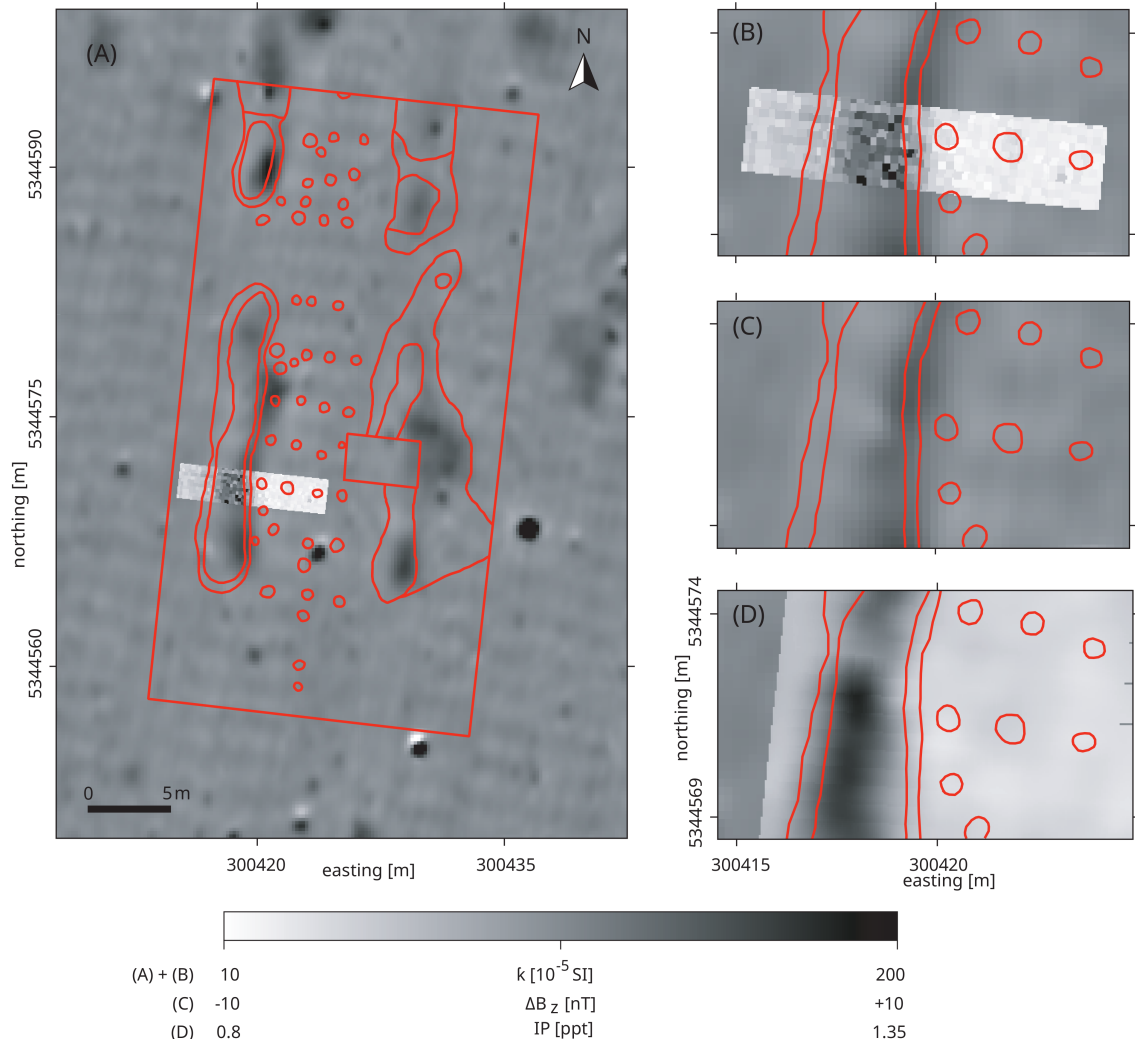 (A)
N
5344590
5344575
5344560
northing [m]
0 5 m
300420 300435
easting [m]
(B)
(C)
(D)
5344574
5344569
northing [m]
300415 300420
easting [m]
(A) + (B) 10 k [10⁻⁵ SI] 200
(C) -10 ΔB z [nT] +10
(D) 0.8 IP [ppt] 1.35